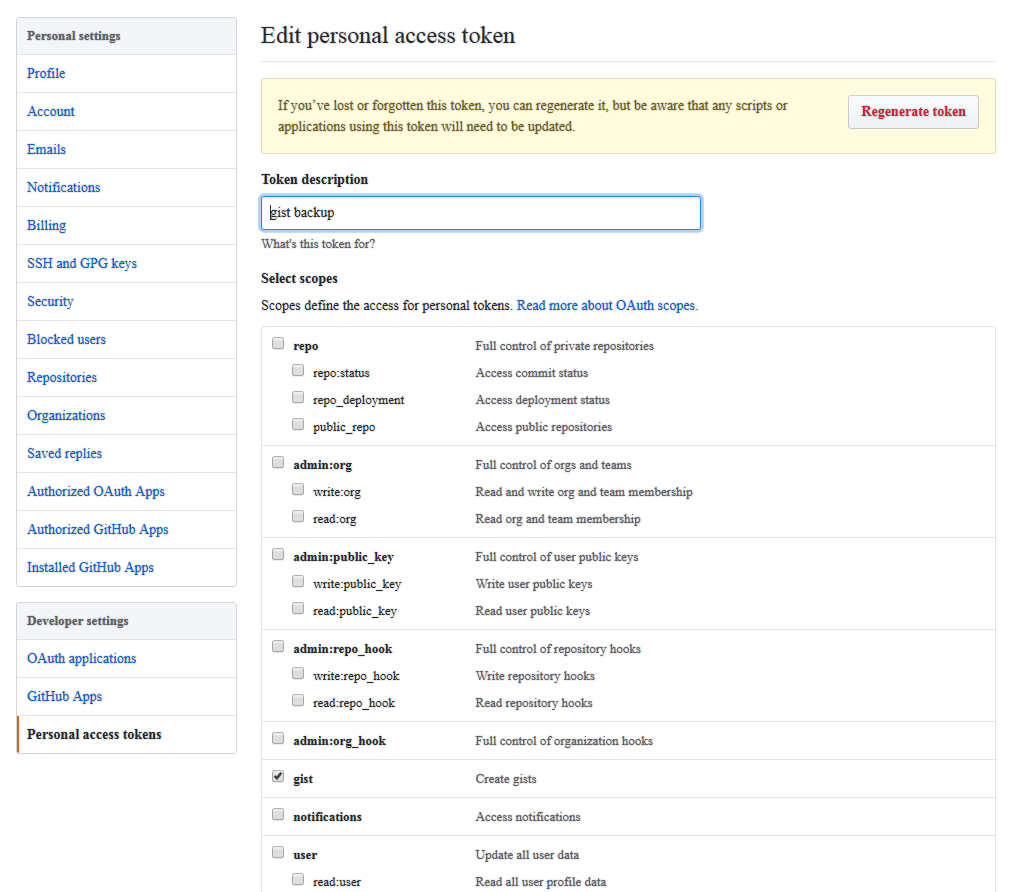 Personal settings
Profile
Account
Emails
Notifications
Billing
SSH and GPG keys
Security
Blocked users
Repositories
Organizations
Saved replies
Authorized OAuth Apps
Authorized GitHub Apps
Installed GitHub Apps
Developer settings
OAuth applications
GitHub Apps
Personal access tokens
Edit personal access token
If you've lost or forgotten this token, you can regenerate it, but be aware that any scripts or
applications using this token will need to be updated.
Regenerate token
Token description
gist backup
What's this token for?
Select scopes
Scopes define the access for personal tokens. Read more about OAuth scopes.
repo Full control of private repositories
repo:status Access commit status
repo_deployment Access deployment status
public_repo Access public repositories
admin:org Full control of orgs and teams
write:org Read and write org and team membership
read:org Read org and team membership
admin:public_key Full control of user public keys
write:public_key Write user public keys
read:public_key Read user public keys
admin:repo_hook Full control of repository hooks
write:repo_hook Write repository hooks
read:repo_hook Read repository hooks
admin:org_hook Full control of organization hooks
gist Create gists
notifications Access notifications
user Update all user data
read:user Read all user profile data